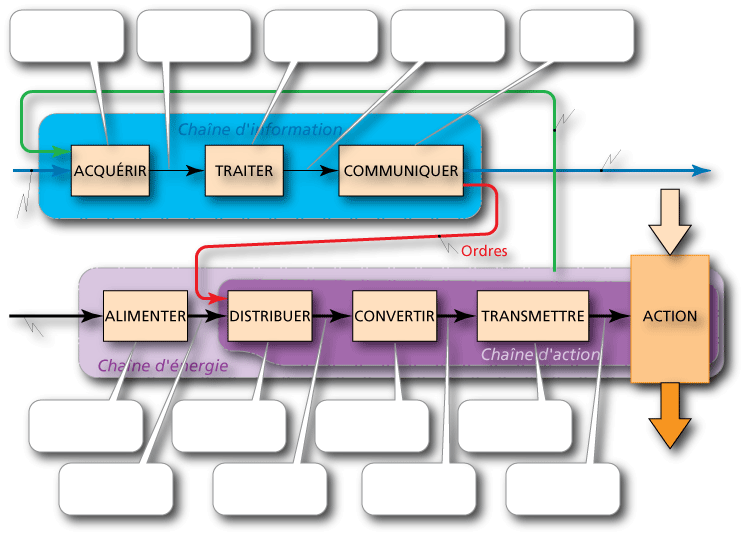 Chaîne d'information
ACQUÉRIR
TRAITER
COMMUNIQUER
Ordres
ALIMENTER
DISTRIBUER
CONVERTIR
TRANSMETTRE
ACTION
Chaîne d'action
Chaîne d'énergie